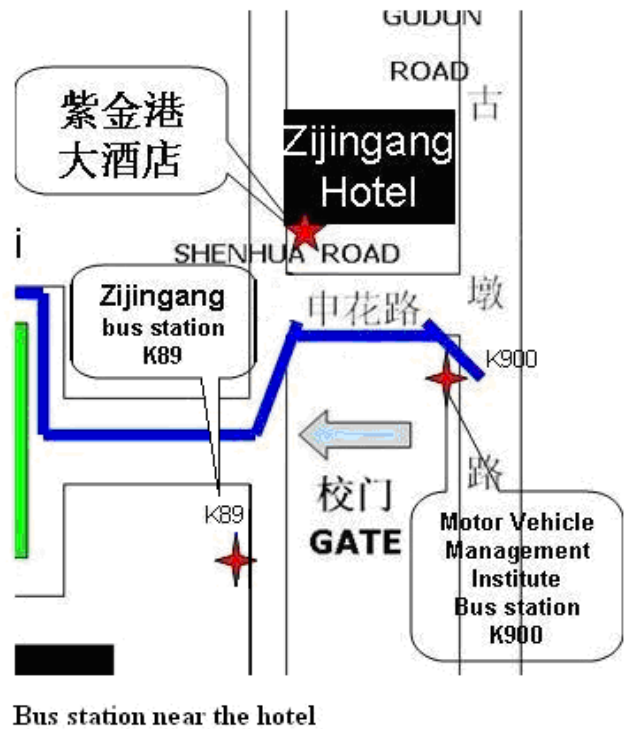 GUDUN
ROAD
古
紫金港
大酒店
Zijingang
Hotel
i
SHENHUA ROAD
Zijingang
bus station
K89
申花路
墩
K900
路
校门
GATE
K89
Motor Vehicle
Management
Institute
Bus station
K900
Bus station near the hotel